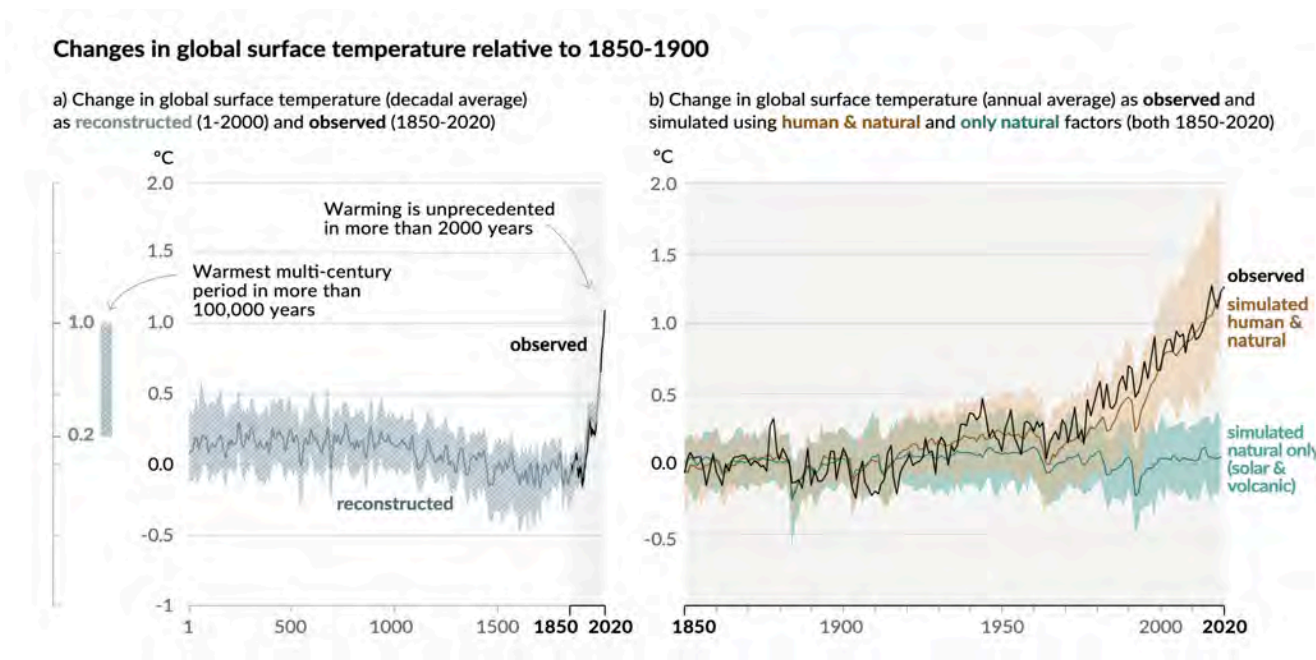 Changes in global surface temperature relative to 1850-1900
a) Change in global surface temperature (decadal average)
as reconstructed (1-2000) and observed (1850-2020)
°C
2.0
1.5
1.0
0.5
0.0
-0.5
-1
1.0
0.2
Warming is unprecedented
in more than 2000 years
Warmest multi-century
period in more than
100,000 years
observed
reconstructed
1
500
1000
1500
1850
2020
b) Change in global surface temperature (annual average) as observed and
simulated using human & natural and only natural factors (both 1850-2020)
°C
2.0
1.5
1.0
0.5
0.0
-0.5
observed
simulated
human &
natural
simulated
natural only
(solar &
volcanic)
1850
1900
1950
2000
2020